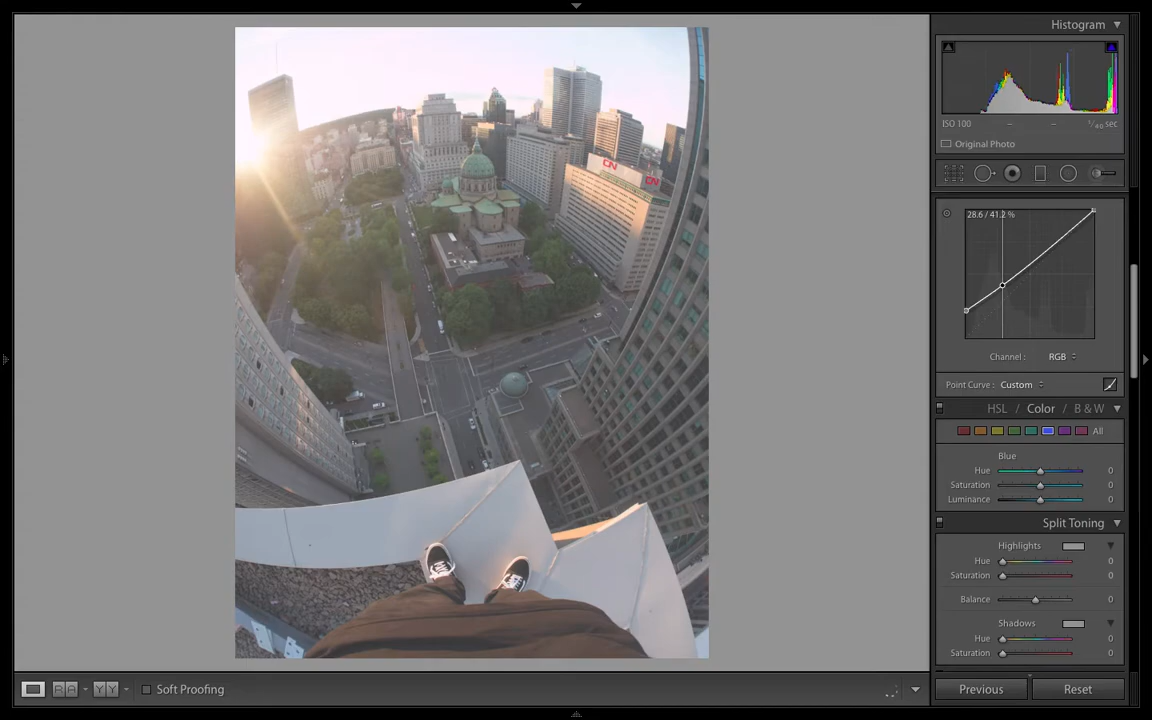 Histogram
ISO 100 – – sec
Original Photo
CN
CN
28.6 / 41.2 %
Channel : RGB
Point Curve : Custom
HSL / Color / B & W
All
Blue
Hue 0
Saturation 0
Luminance 0
Split Toning
Highlights
Hue 0
Saturation 0
Balance 0
Shadows
Hue 0
Saturation 0
R A Y Y Soft Proofing
Previous Reset